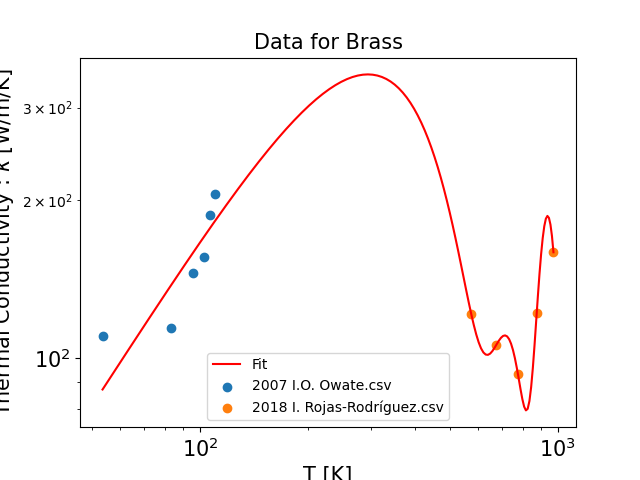 Data for Brass
Thermal Conductivity : k [W/m/K]
3 × 10²
2 × 10²
10²
Fit
2007 I.O. Owate.csv
2018 I. Rojas-Rodríguez.csv
10² 10³
T [K]